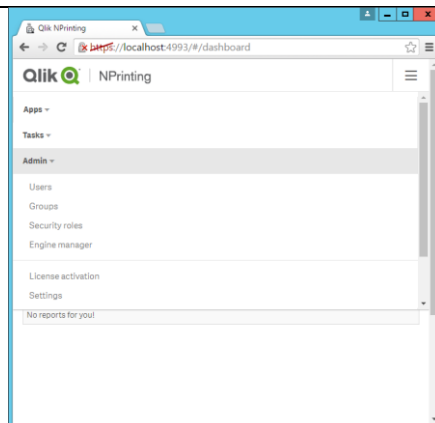 Qlik NPrinting
https://localhost:4993/#/dashboard
Qlik NPrinting
Apps
Tasks
Admin
Users
Groups
Security roles
Engine manager
License activation
Settings
No reports for you!